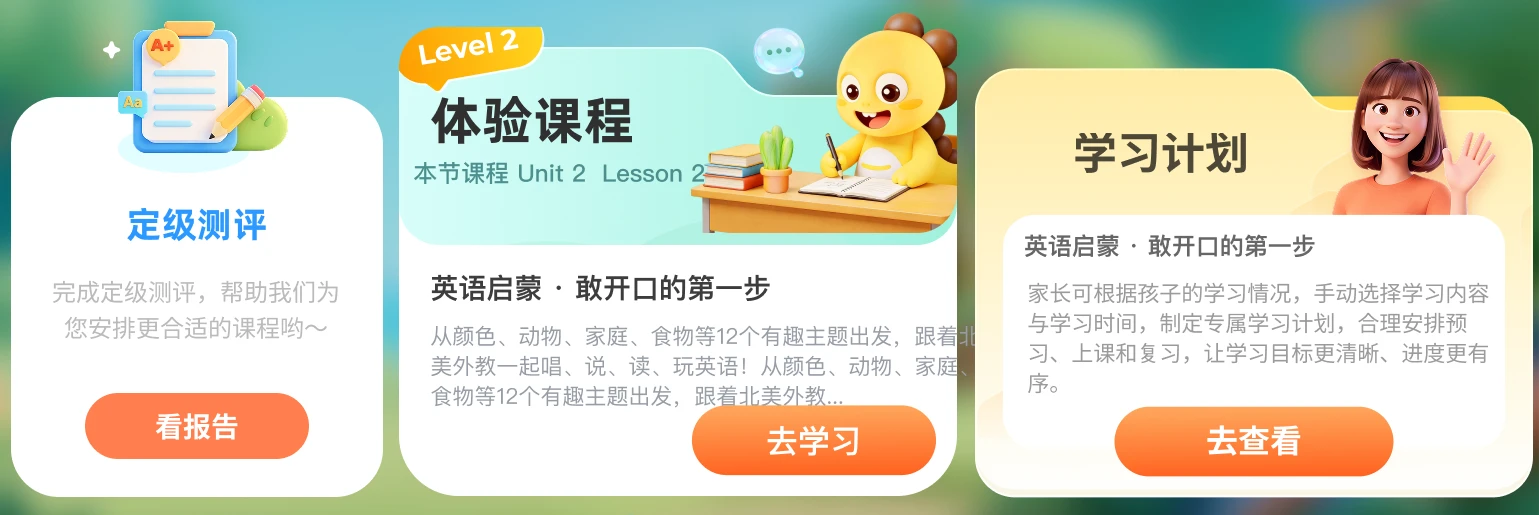 A+
Aa
定级测评
完成定级测评，帮助我们为
您安排更合适的课程哟～
看报告
Level 2
体验课程
本节课程 Unit 2 Lesson 2
英语启蒙 · 敢开口的第一步
从颜色、动物、家庭、食物等12个有趣主题出发，跟着北
美外教一起唱、说、读、玩英语！从颜色、动物、家庭、
食物等12个有趣主题出发，跟着北美外教...
去学习
学习计划
英语启蒙 · 敢开口的第一步
家长可根据孩子的学习情况，手动选择学习内容
与学习时间，制定专属学习计划，合理安排预
习、上课和复习，让学习目标更清晰、进度更有
序。
去查看